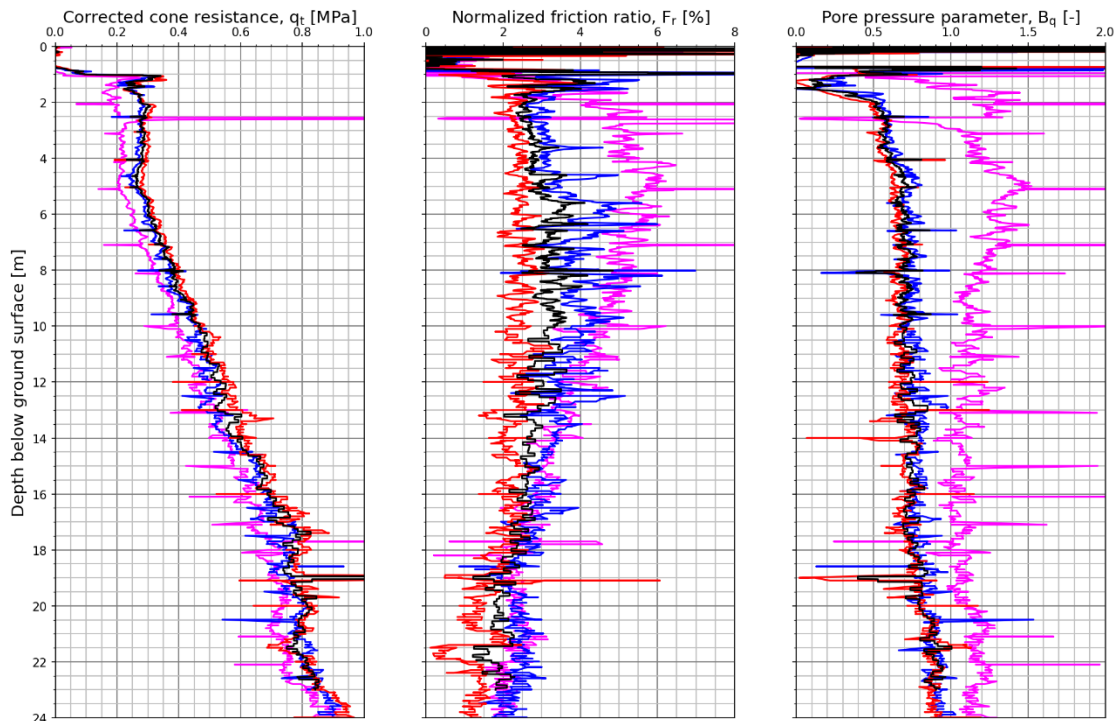 Corrected cone resistance, qt [MPa]
Normalized friction ratio, Fr [%]
Pore pressure parameter, Bq [-]
0.0 0.2 0.4 0.6 0.8 1.0
0 2 4 6 8
0.0 0.5 1.0 1.5 2.0
0
2
4
6
8
10
12
14
16
18
20
22
24
Depth below ground surface [m]